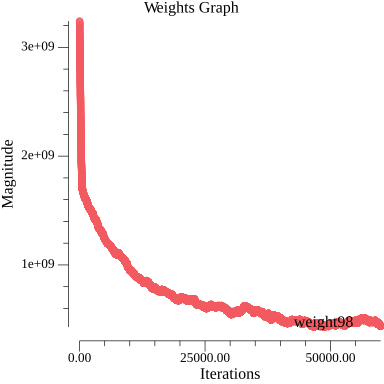 Weights Graph
3e+09
2e+09
1e+09
Magnitude
weight98
0.00
25000.00
50000.00
Iterations